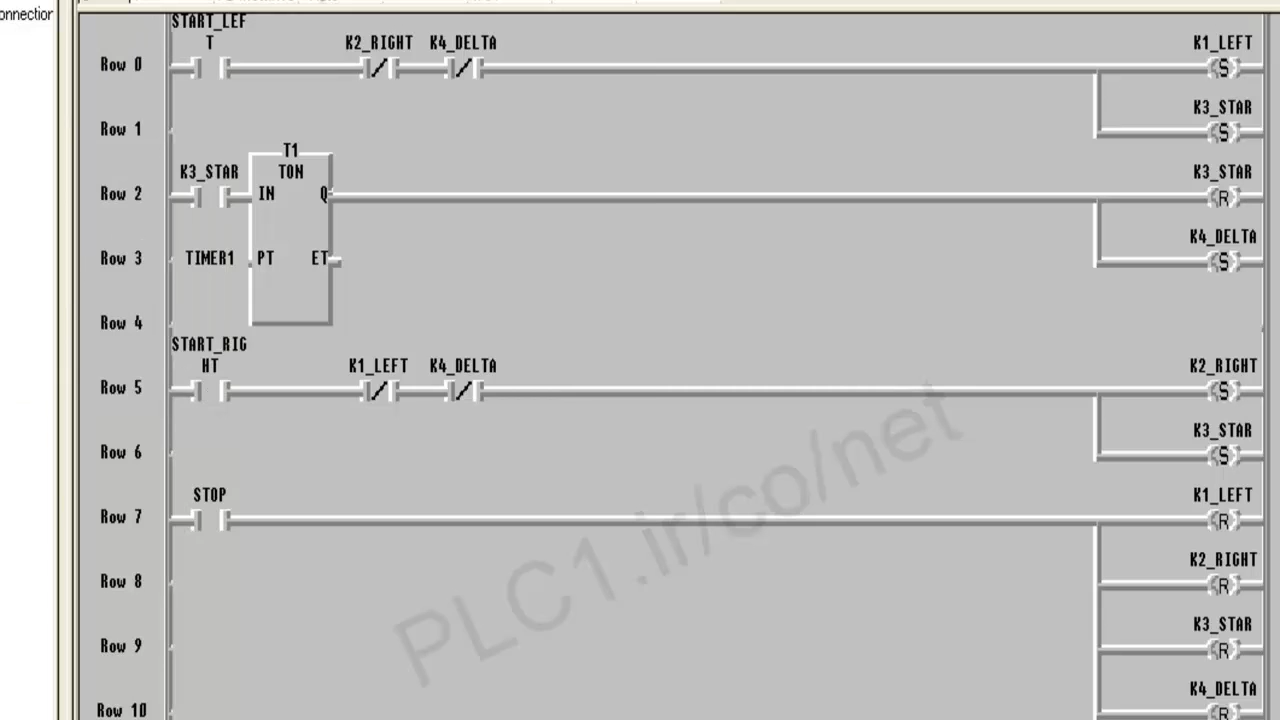 onnection
START_LEF
T K2_RIGHT K4_DELTA K1_LEFT
Row 0 S
K3_STAR
Row 1 S
T1
K3_STAR TON K3_STAR
Row 2 IN Q R
K4_DELTA
Row 3 TIMER1 PT ET S
Row 4
START_RIG
HT K1_LEFT K4_DELTA K2_RIGHT
Row 5 S
K3_STAR
Row 6 S
STOP K1_LEFT
Row 7 R
K2_RIGHT
Row 8 R
K3_STAR
Row 9 R
K4_DELTA
Row 10 R
PLC1.ir/co/net